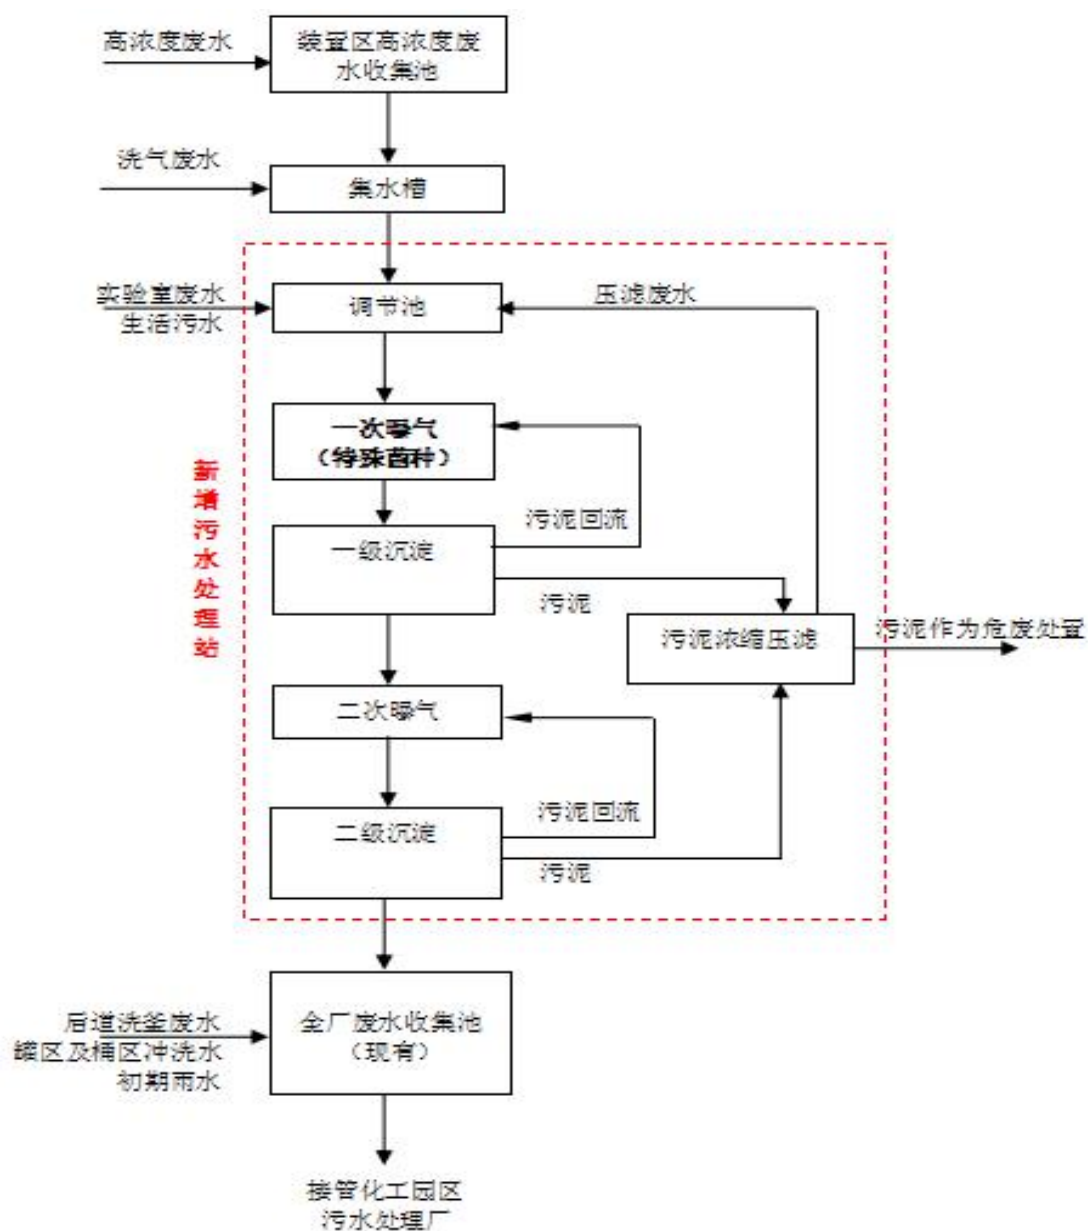 高浓度废水
装置区高浓度废
水收集池
洗气废水
集水槽
实验室废水
生活污水
调节池
压滤废水
一次曝气
（特殊菌种）
新增污水处理站
污泥回流
一级沉淀
污泥
污泥浓缩压滤
污泥作为危废处置
二次曝气
污泥回流
二级沉淀
污泥
后道洗釜废水
罐区及桶区冲洗水
初期雨水
全厂废水收集池
（现有）
接管化工园区
污水处理厂